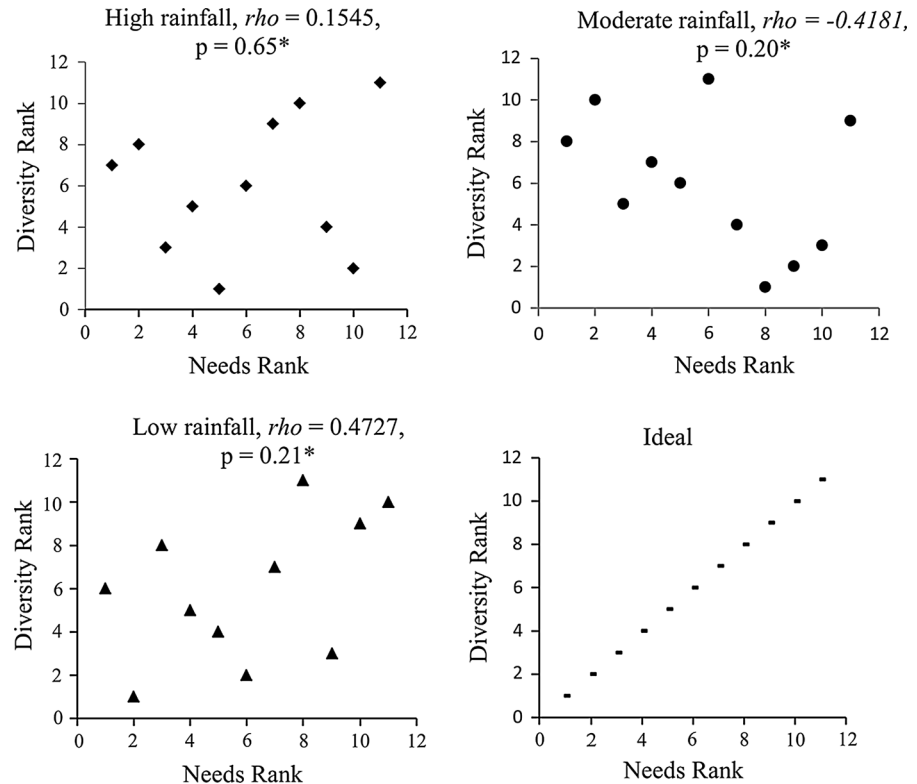 High rainfall, rho = 0.1545,
p = 0.65*
12
10
8
6
4
2
0
Diversity Rank
0 2 4 6 8 10 12
Needs Rank
Moderate rainfall, rho = -0.4181,
p = 0.20*
12
10
8
6
4
2
0
Diversity Rank
0 2 4 6 8 10 12
Needs Rank
Low rainfall, rho = 0.4727,
p = 0.21*
12
10
8
6
4
2
0
Diversity Rank
0 2 4 6 8 10 12
Needs Rank
Ideal
12
10
8
6
4
2
0
Diversity Rank
0 2 4 6 8 10 12
Needs Rank